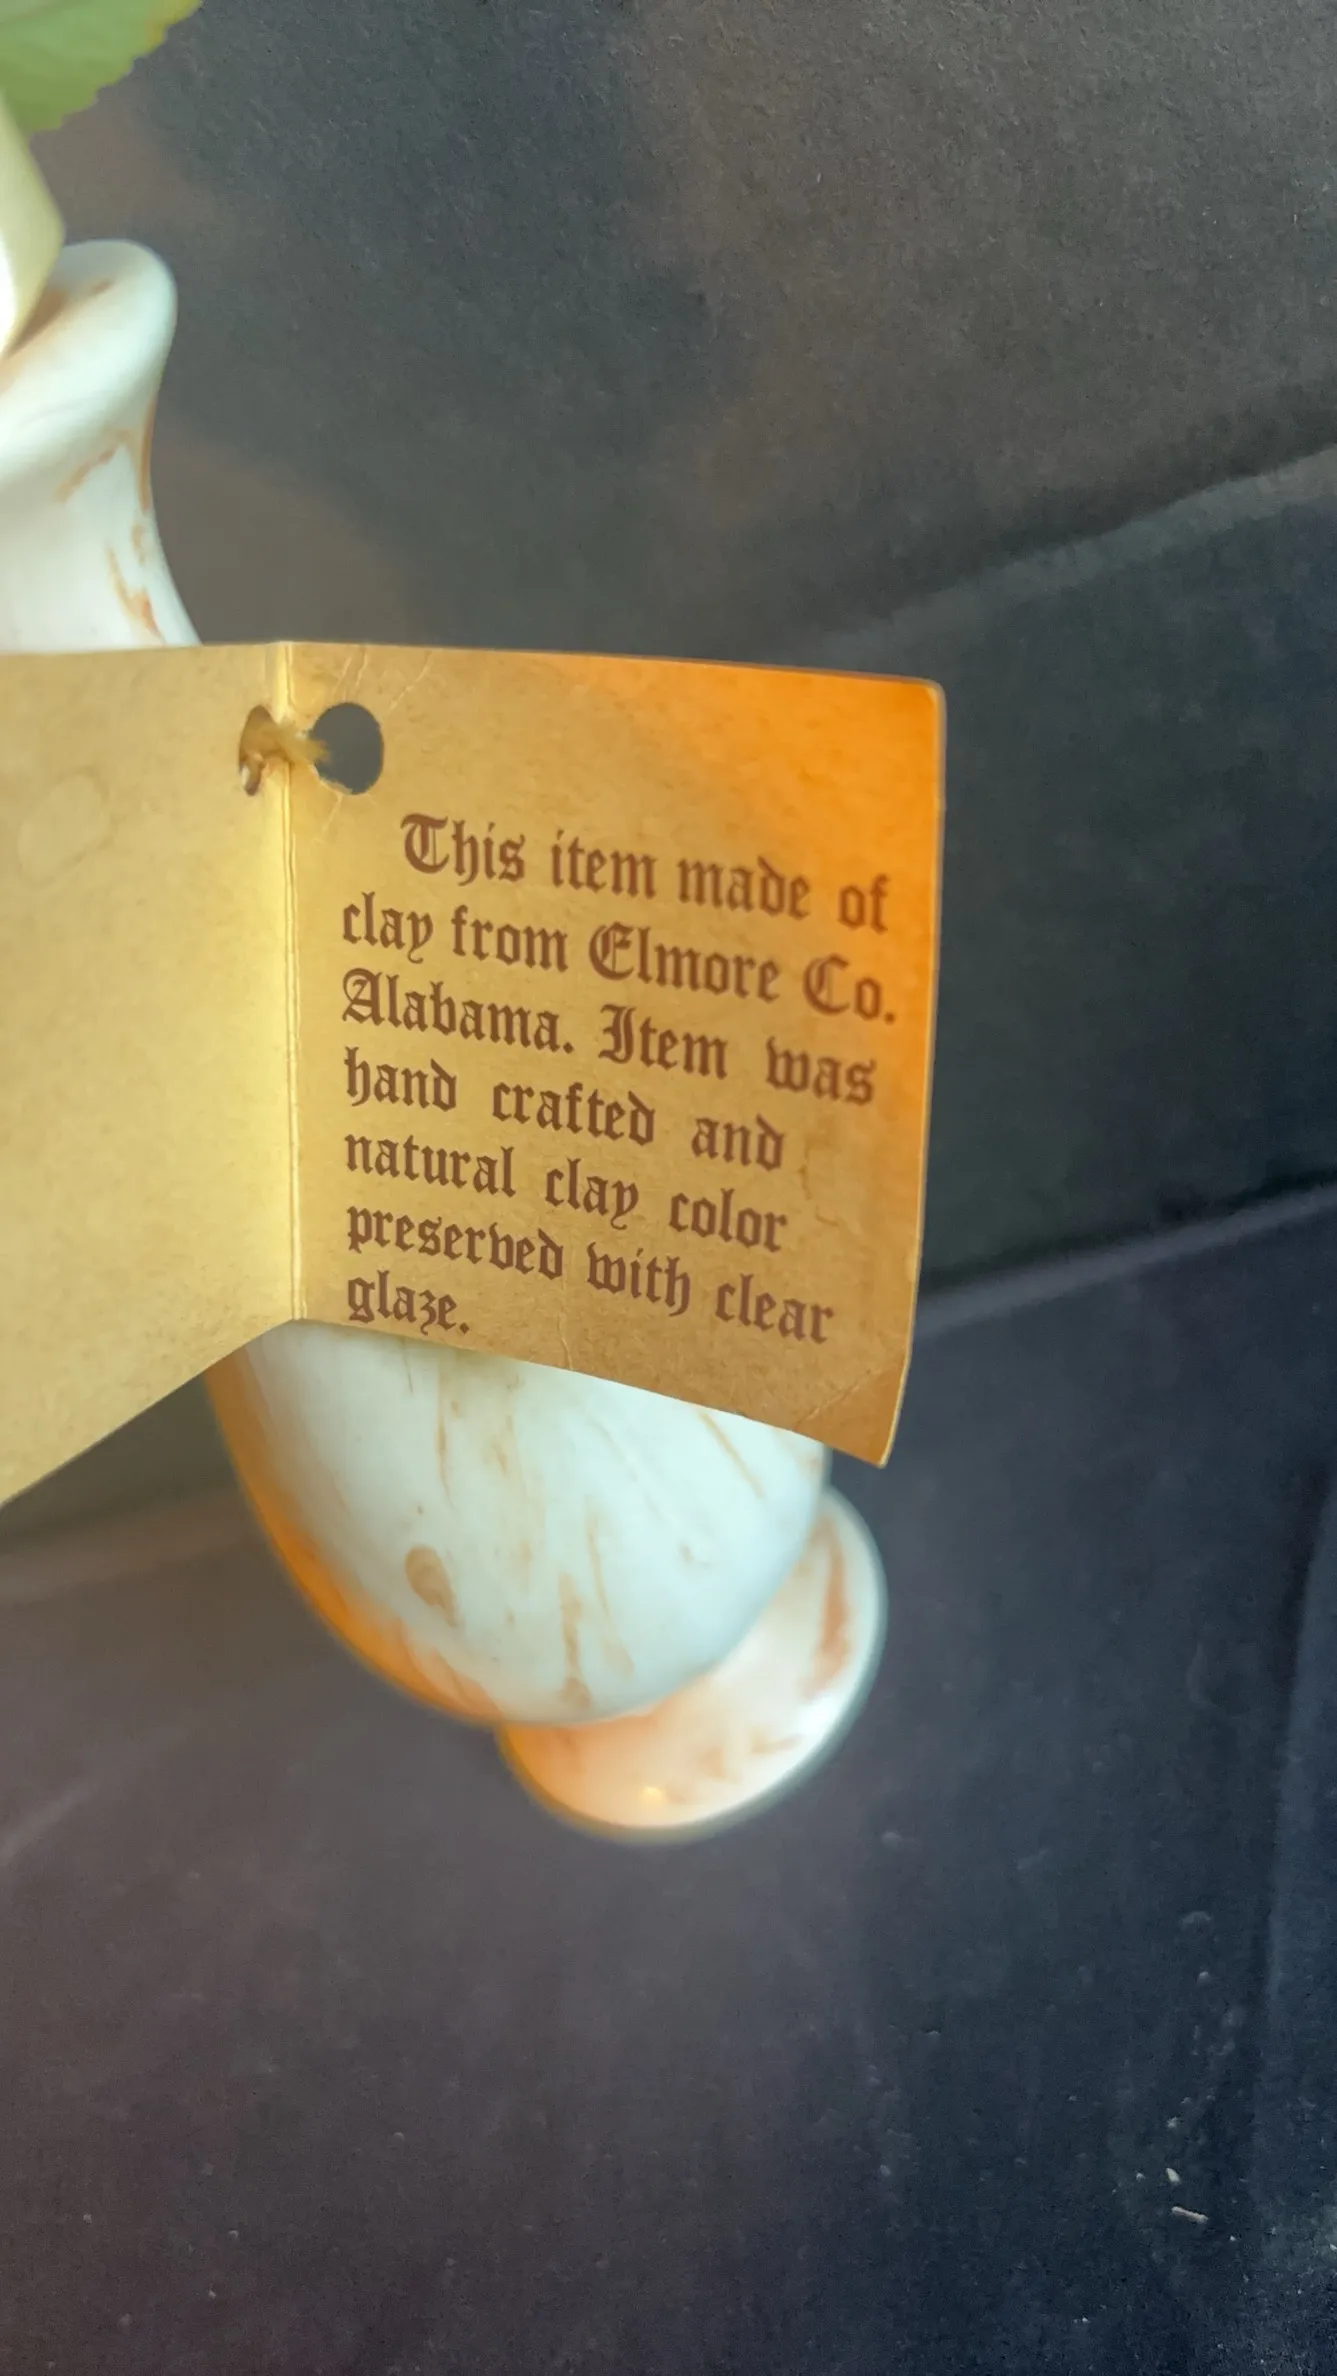 This item made of
clay from Elmore Co.
Alabama. Item was
hand crafted and
natural clay color
preserved with clear
glaze.